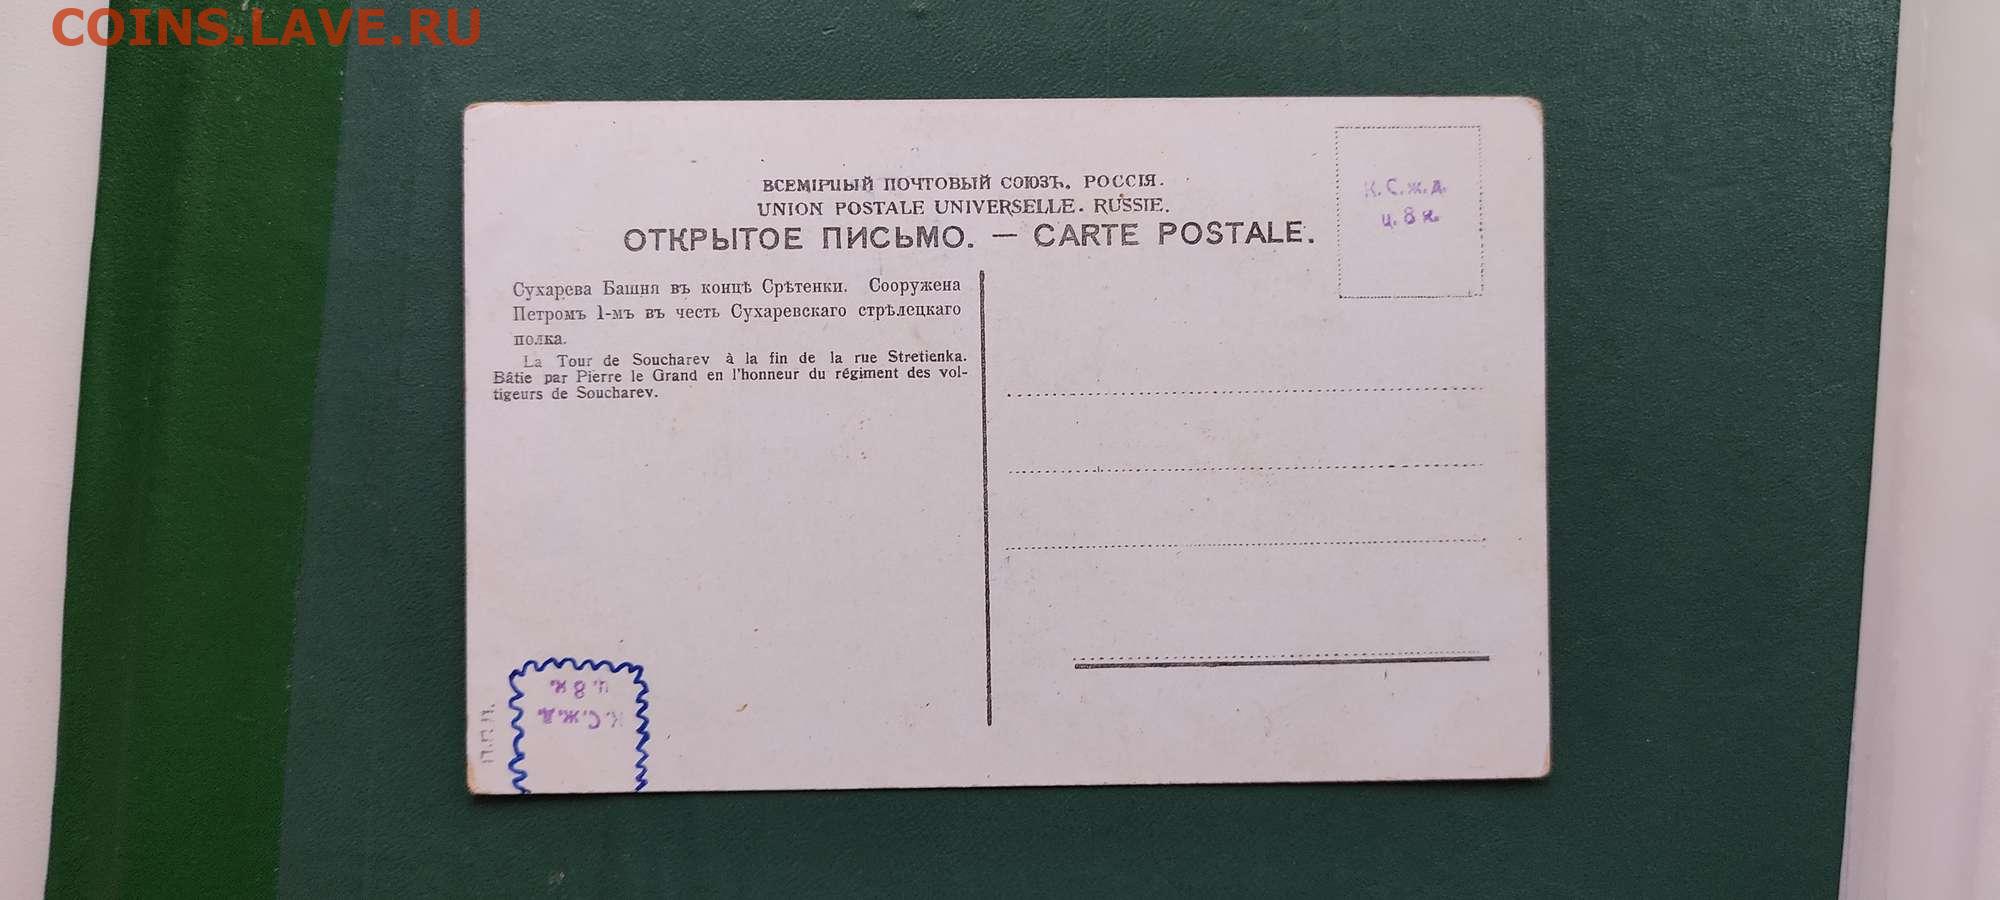 COINS.LAVE.RU
ВСЕМІРНЫЙ ПОЧТОВЫЙ СОЮЗЪ. РОССІЯ.
UNION POSTALE UNIVERSELLE. RUSSIE.
ОТКРЫТОЕ ПИСЬМО. — CARTE POSTALE.
К.С.ж.д.
ц. 8 к.
Сухарева Башня въ концѣ Срѣтенки. Сооружена
Петромъ 1-мъ въ честь Сухаревскаго стрѣлецкаго
полка.
La Tour de Soucharev à la fin de la rue Stretienka.
Bâtie par Pierre le Grand en l'honneur du régiment des vol-
tigeurs de Soucharev.
К.С.ж.д.
ц. 8 к.